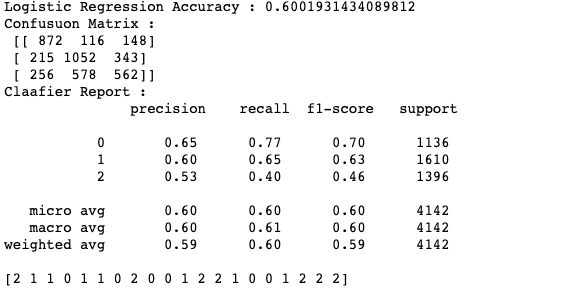 Logistic Regression Accuracy : 0.6001931434089812
Confusuon Matrix :
[[ 872 116 148]
[ 215 1052 343]
[ 256 578 562]]
Claafier Report :
precision recall f1-score support
0 0.65 0.77 0.70 1136
1 0.60 0.65 0.63 1610
2 0.53 0.40 0.46 1396
micro avg 0.60 0.60 0.60 4142
macro avg 0.60 0.61 0.60 4142
weighted avg 0.59 0.60 0.59 4142
[2 1 1 0 1 1 0 2 0 0 1 2 2 1 0 0 1 2 2 2]